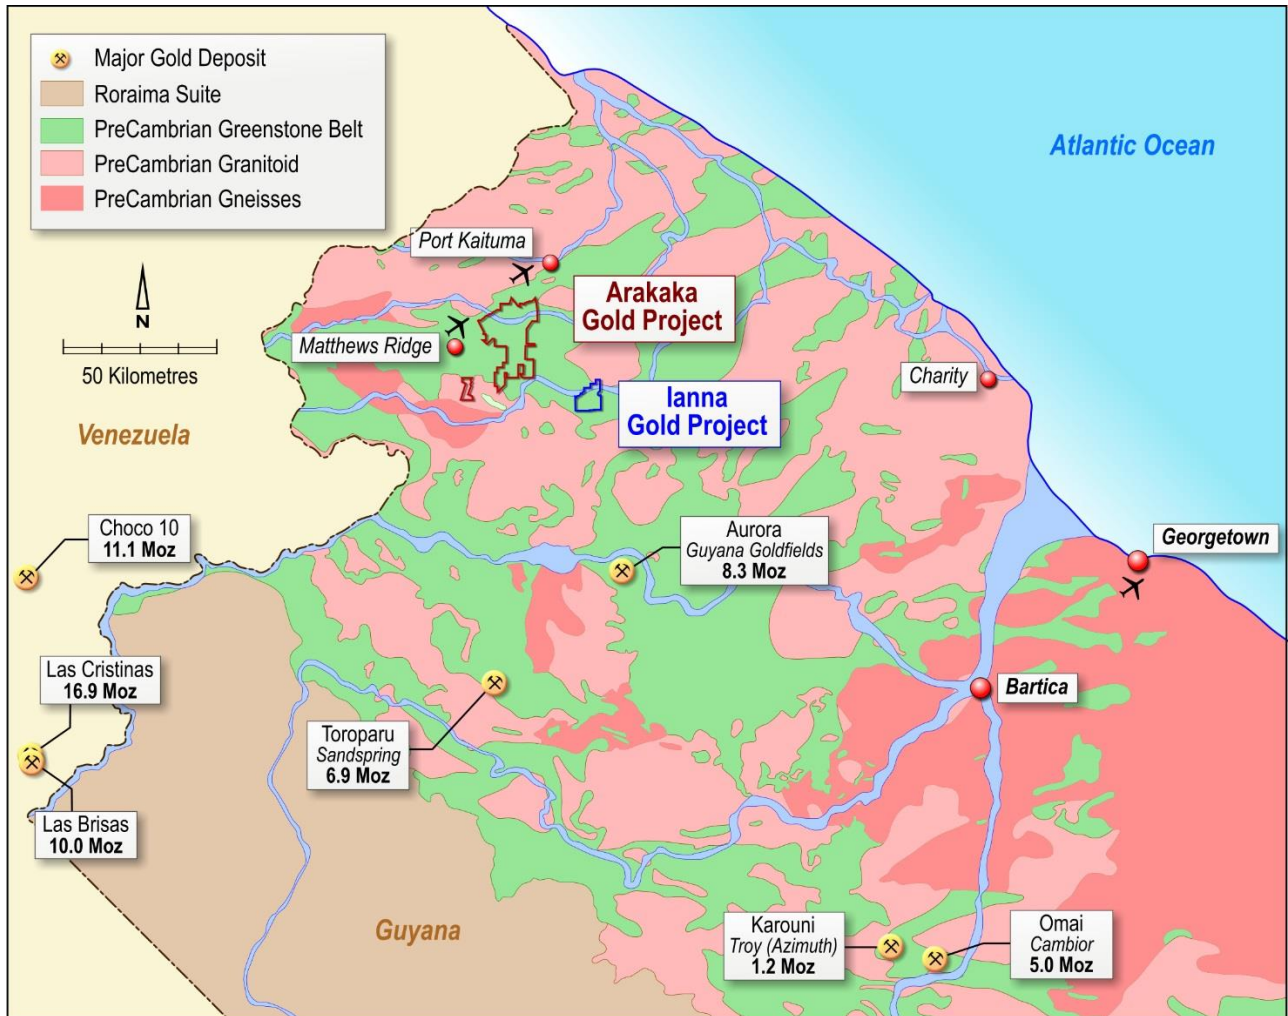 Major Gold Deposit
Roraima Suite
PreCambrian Greenstone Belt
PreCambrian Granitoid
PreCambrian Gneisses
Atlantic Ocean
Port Kaituma
N
50 Kilometres
Arakaka
Gold Project
Matthews Ridge
Ianna
Gold Project
Charity
Venezuela
Choco 10
11.1 Moz
Aurora
Guyana Goldfields
8.3 Moz
Georgetown
Las Cristinas
16.9 Moz
Bartica
Toroparu
Sandspring
6.9 Moz
Las Brisas
10.0 Moz
Guyana
Karouni
Troy (Azimuth)
1.2 Moz
Omai
Cambior
5.0 Moz